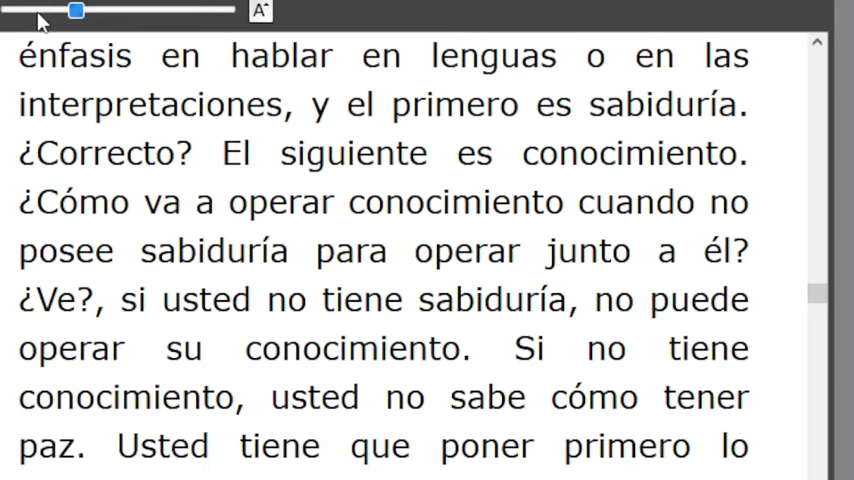 A
énfasis en hablar en lenguas o en las
interpretaciones, y el primero es sabiduría.
¿Correcto? El siguiente es conocimiento.
¿Cómo va a operar conocimiento cuando no
posee sabiduría para operar junto a él?
¿Ve?, si usted no tiene sabiduría, no puede
operar su conocimiento. Si no tiene
conocimiento, usted no sabe cómo tener
paz. Usted tiene que poner primero lo